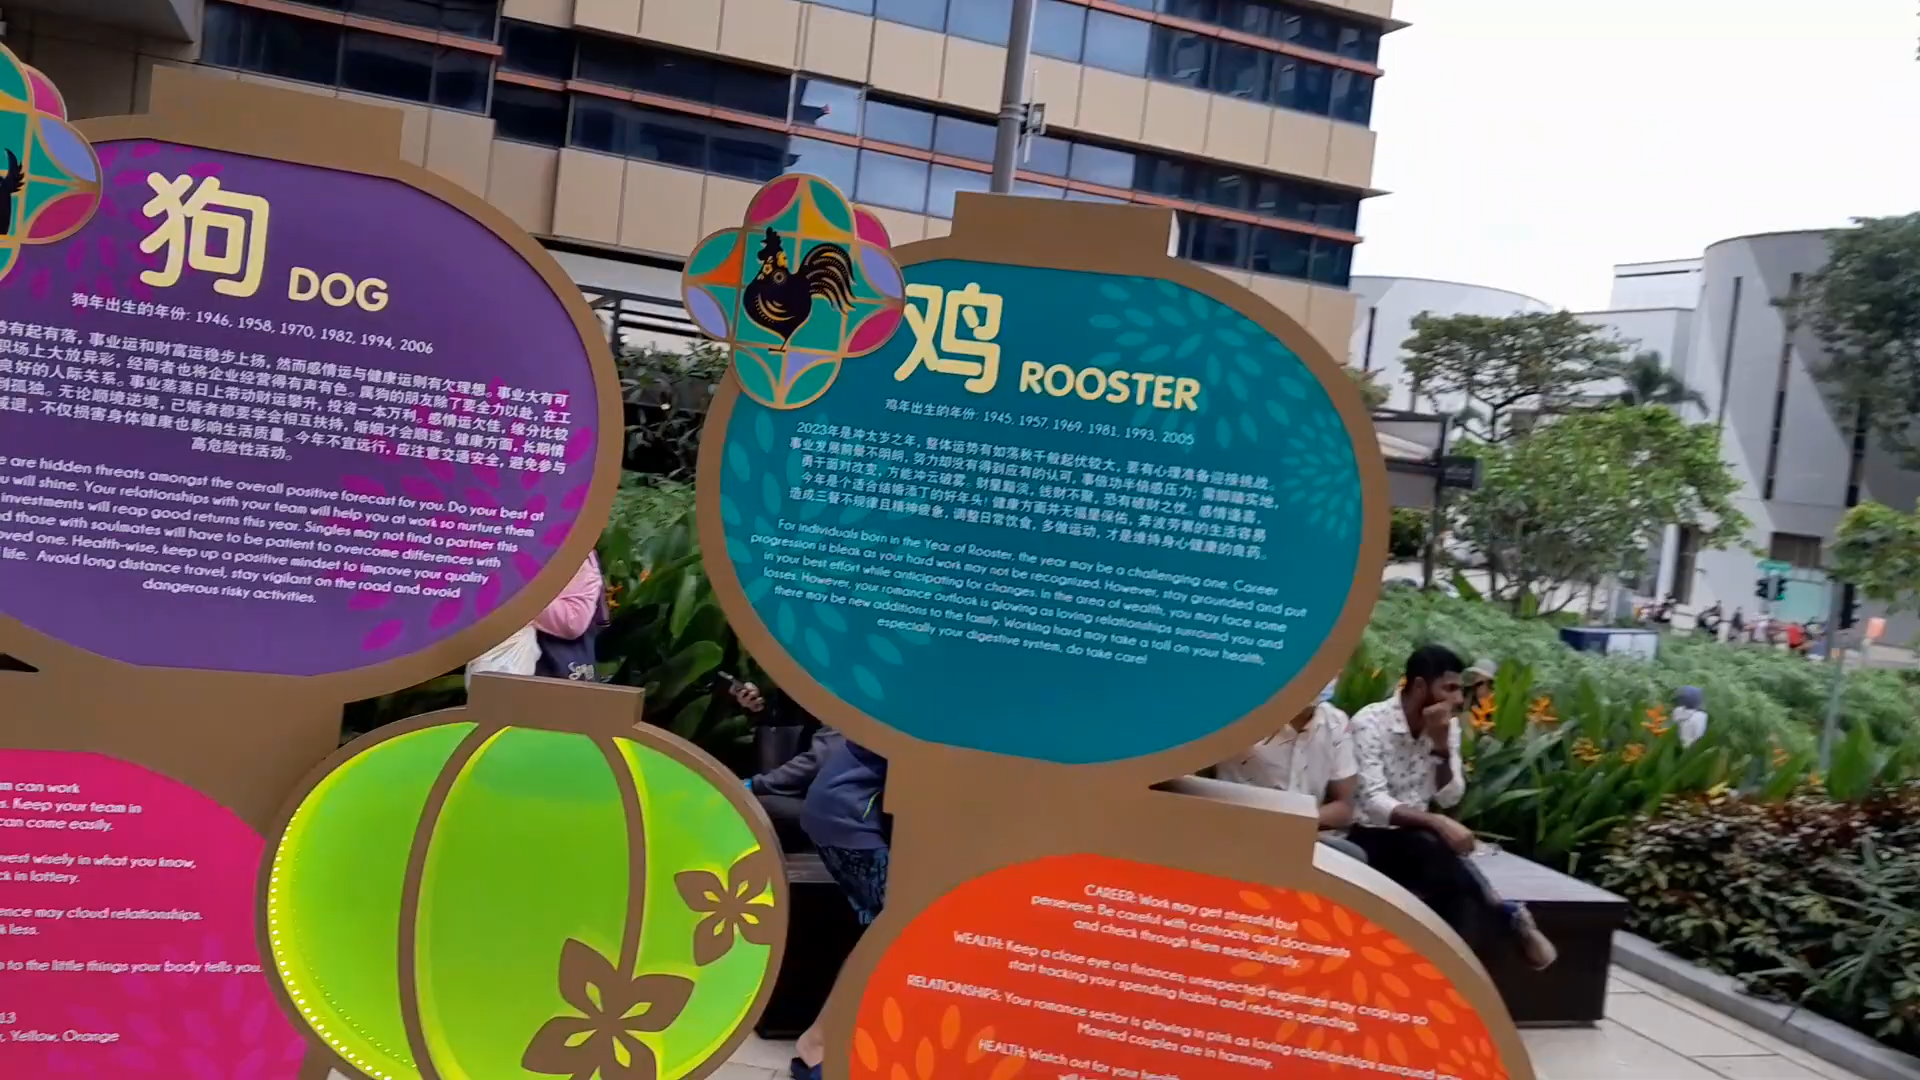 狗 DOG
狗年出生的年份: 1946, 1958, 1970, 1982, 1994, 2006
有起有落，事业运和财富运稳步上扬，然而感情运与健康运则有欠理想。事业大有可
职场上大放异彩，经商者也将企业经营得有声有色。属狗的朋友除了要全力以赴，在工
良好的人际关系。事业蒸蒸日上带动财运攀升，投资一本万利。感情运欠佳，缘分比较
到孤独。无论顺境逆境，已婚者都要学会相互扶持，婚姻才会顺遂。健康方面，长期情
减退，不仅损害身体健康也影响生活质量。今年不宜远行，应注意交通安全，避免参与
高危险性活动。
e are hidden threats amongst the overall positive forecast for you. Do your best at
u will shine. Your relationships with your team will help you at work so nurture them
investments will reap good returns this year. Singles may not find a partner this
d those with soulmates will have to be patient to overcome differences with
oved one. Health-wise, keep up a positive mindset to improve your quality
life. Avoid long distance travel, stay vigilant on the road and avoid
dangerous risky activities.
鸡 ROOSTER
鸡年出生的年份: 1945, 1957, 1969, 1981, 1993, 2005
2023年是冲太岁之年，整体运势有如荡秋千般起伏较大，要有心理准备迎接挑战。
事业发展前景不明朗，努力却没有得到应有的认可，事倍功半倍感压力；需脚踏实地，
勇于面对改变，方能冲云破雾。财星黯淡，钱财不聚，恐有破财之忧。感情逢喜，
今年是个适合结婚添丁的好年头！健康方面并无福星保佑，奔波劳累的生活容易
造成三餐不规律且精神疲惫，调整日常饮食，多做运动，才是维持身心健康的良药。
For individuals born in the Year of Rooster, the year may be a challenging one. Career
progression is bleak as your hard work may not be recognized. However, stay grounded and put
in your best effort while anticipating for changes. In the area of wealth, you may face some
losses. However, your romance outlook is glowing as loving relationships surround you and
there may be new additions to the family. Working hard may take a toll on your health,
especially your digestive system, do take care!
m can work
s. Keep your team in
can come easily.
vest wisely in what you know,
ck in lottery.
ence may cloud relationships.
k less.
n to the little things your body tells you.
13
, Yellow, Orange
CAREER: Work may get stressful but
persevere. Be careful with contracts and documents
and check through them meticulously.
WEALTH: Keep a close eye on finances; unexpected expenses may crop up so
start tracking your spending habits and reduce spending.
RELATIONSHIPS: Your romance sector is glowing in pink as loving relationships surround you
Married couples are in harmony.
HEALTH: Watch out for your health